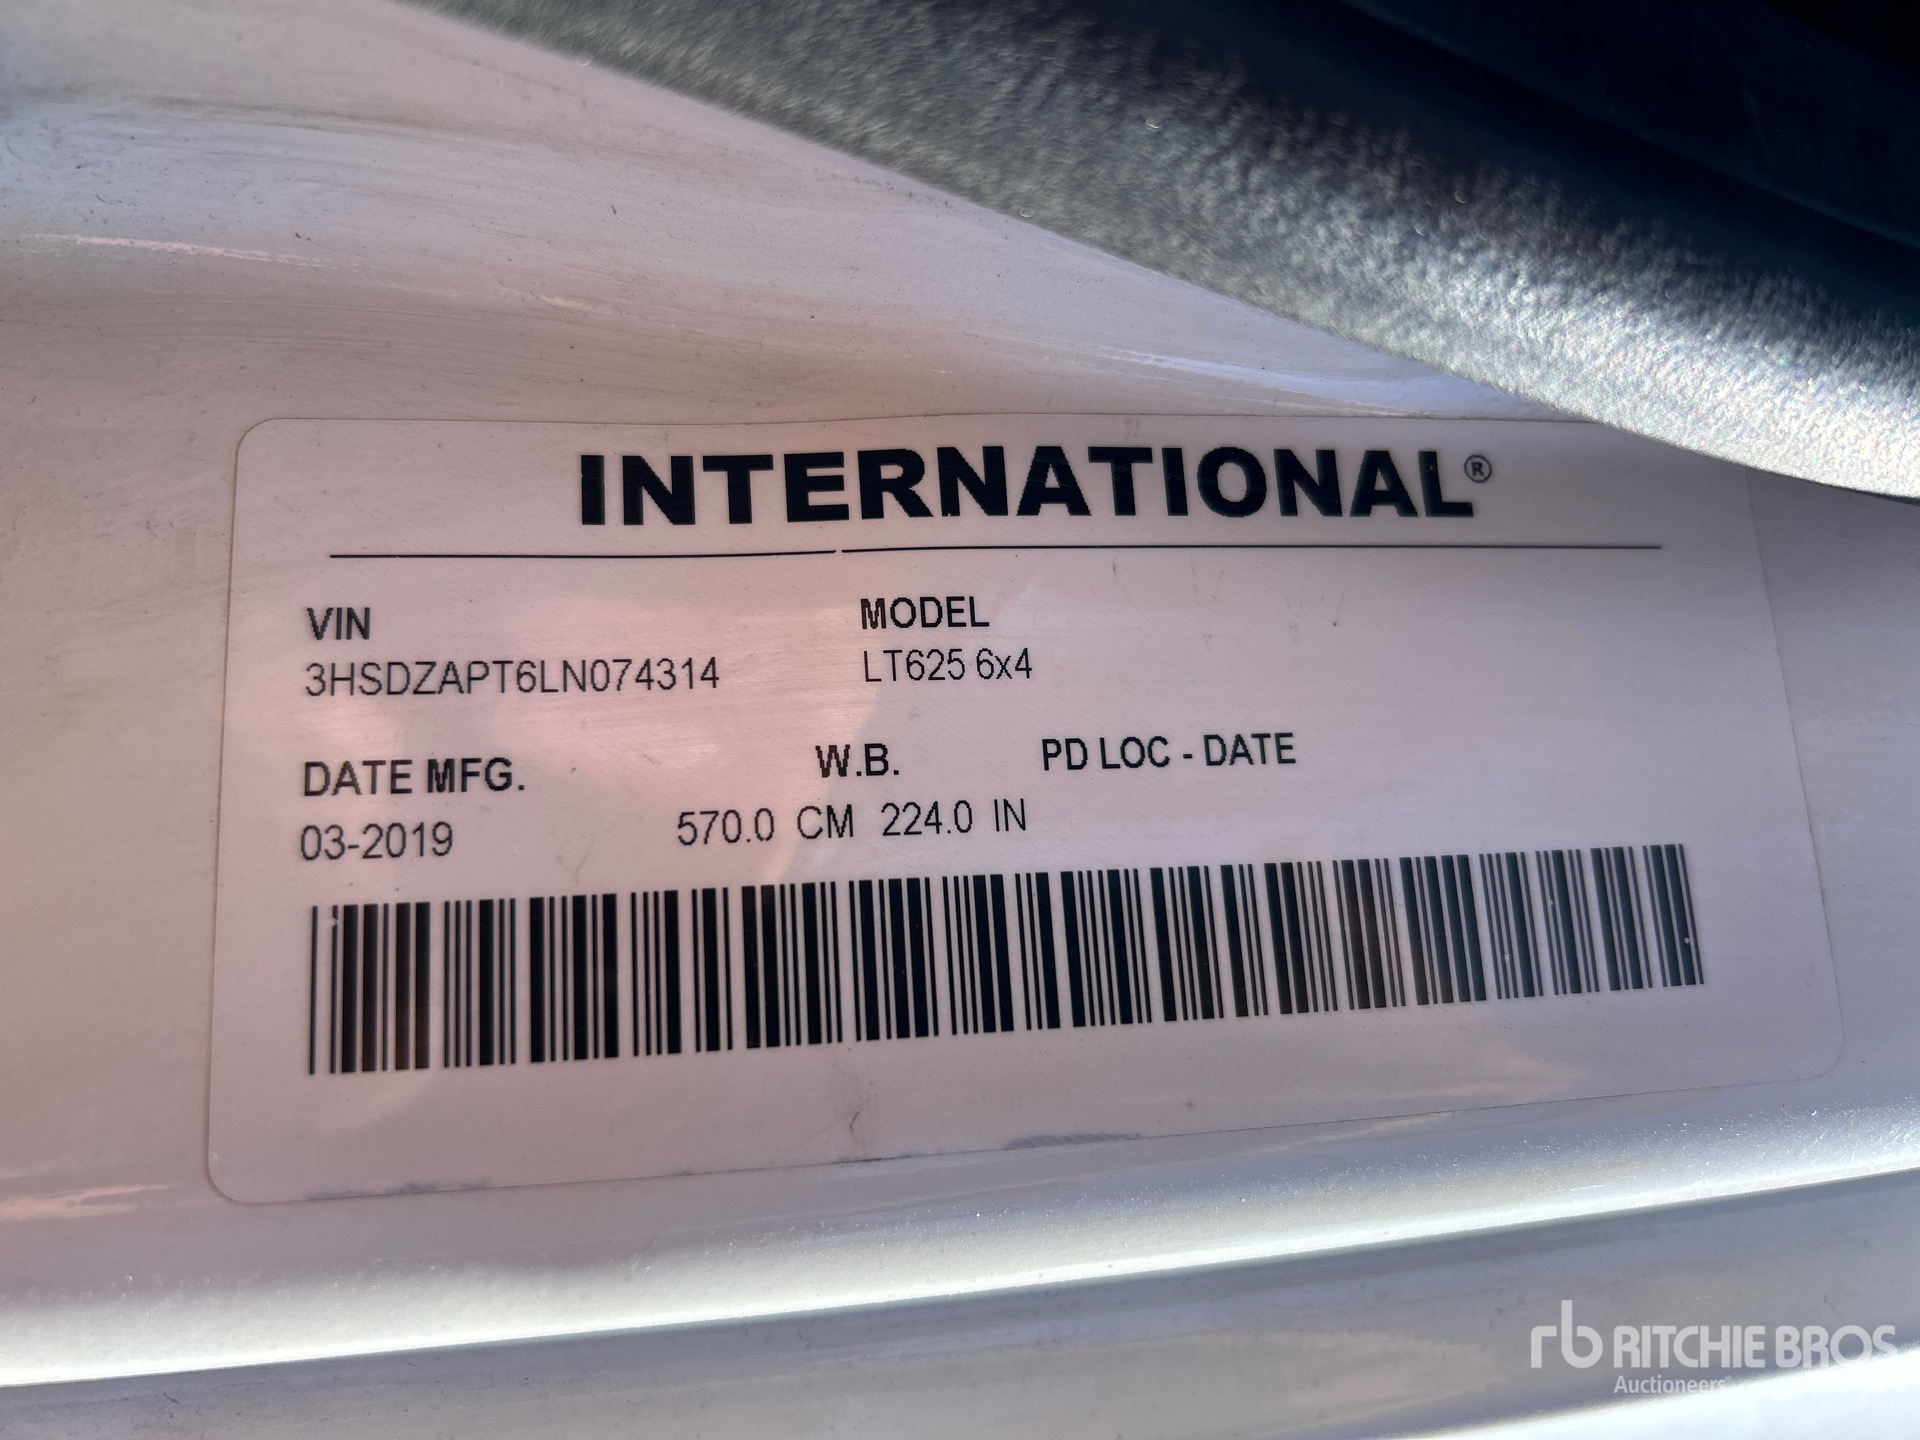 INTERNATIONAL®
VIN MODEL
3HSDZAPT6LN074314 LT625 6x4
DATE MFG. W.B. PD LOC - DATE
03-2019 570.0 CM 224.0 IN
rb RITCHIE BROS
Auctioneers